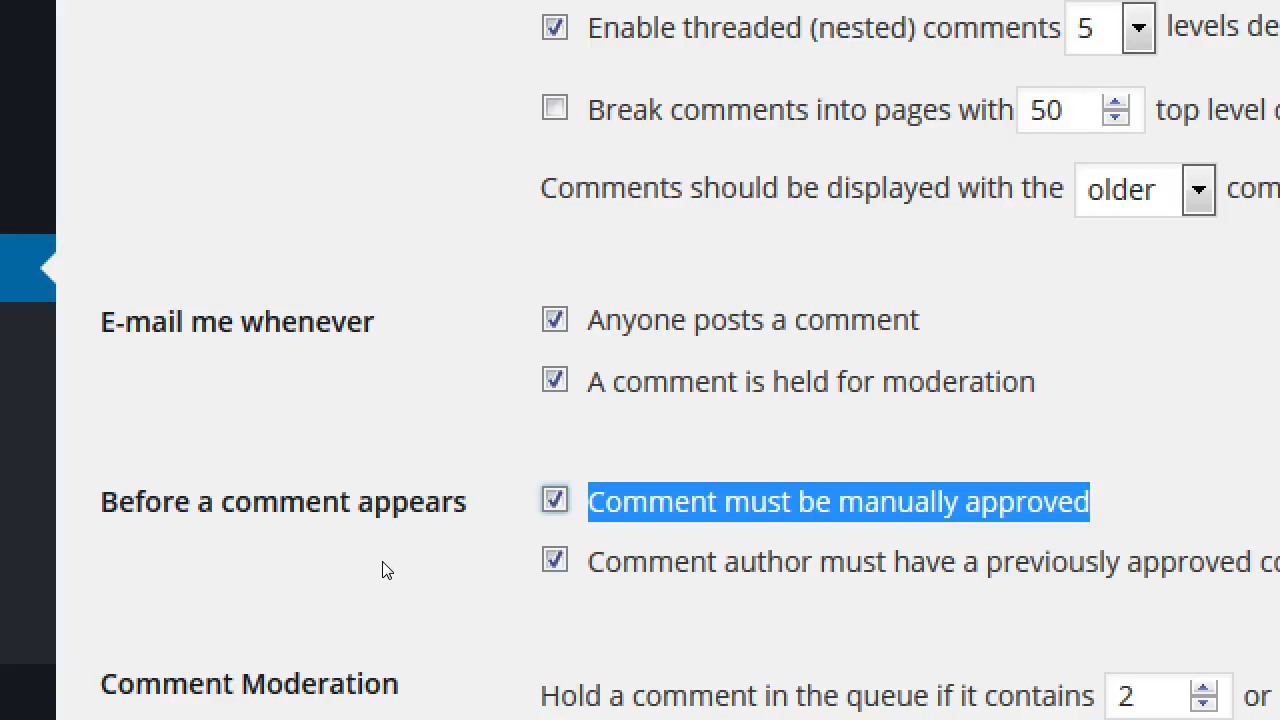 Enable threaded (nested) comments 5 levels de
Break comments into pages with 50 top level
Comments should be displayed with the older com
E-mail me whenever Anyone posts a comment
A comment is held for moderation
Before a comment appears Comment must be manually approved
Comment author must have a previously approved co
Comment Moderation Hold a comment in the queue if it contains 2 or